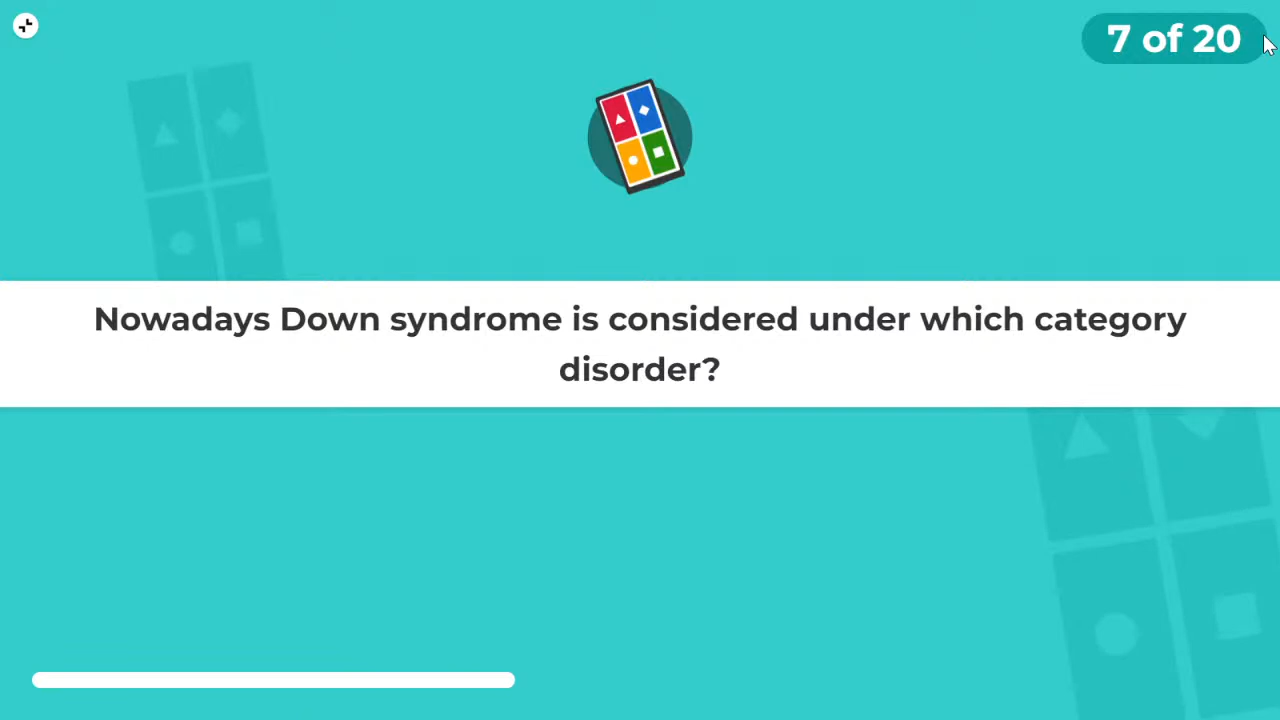 7 of 20
Nowadays Down syndrome is considered under which category
disorder?